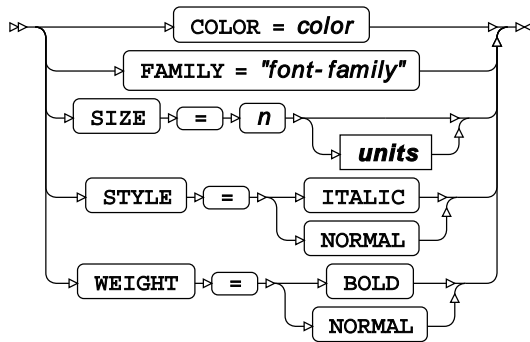 COLOR = color
FAMILY = "font-family"
SIZE = n
units
STYLE = ITALIC
NORMAL
WEIGHT = BOLD
NORMAL